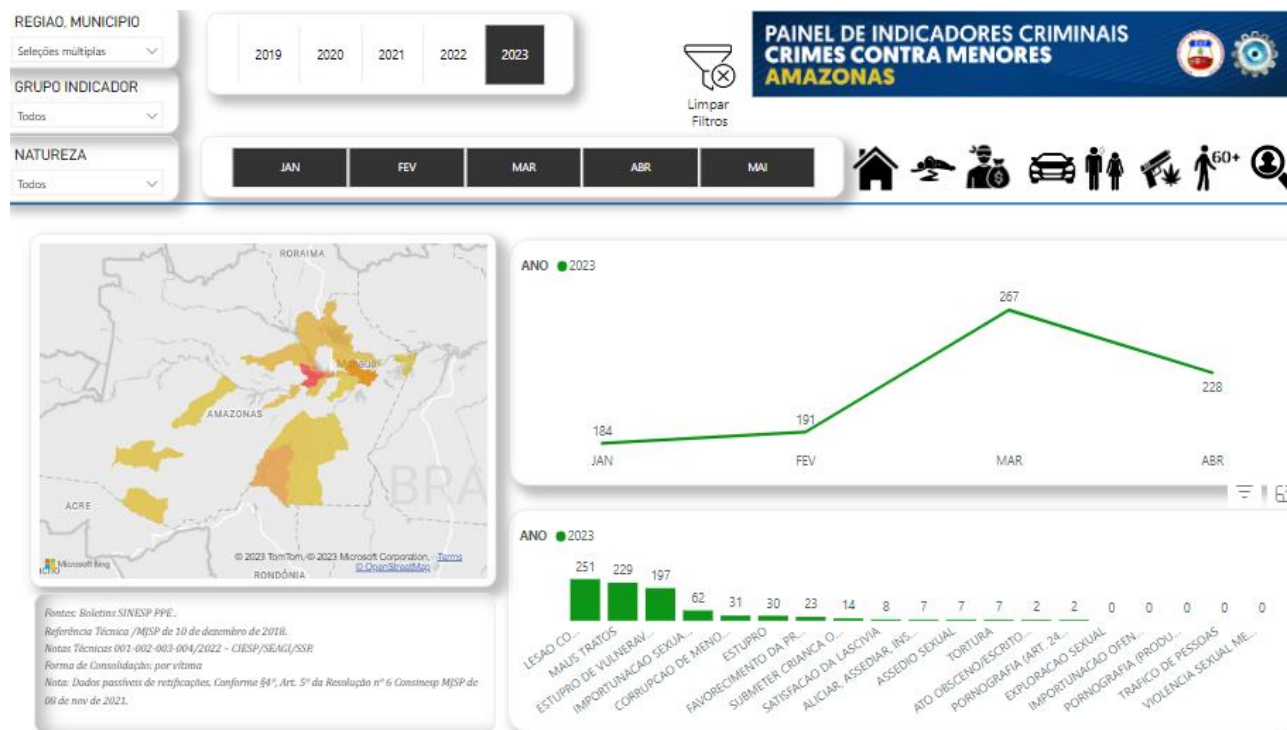 REGIAO, MUNICIPIO
Seleções múltiplas
GRUPO INDICADOR
Todos
NATUREZA
Todos
2019 2020 2021 2022 2023
Limpar
Filtros
PAINEL DE INDICADORES CRIMINAIS
CRIMES CONTRA MENORES
AMAZONAS
JAN FEV MAR ABR MAI
60+
RORAIMA
Manaus
AMAZONAS
BRA
ACRE
RONDÔNIA
Microsoft Bing
© 2023 TomTom, © 2023 Microsoft Corporation, Terms
© OpenStreetMap
ANO 2023
267
228
191
184
JAN FEV MAR ABR
ANO 2023
251 229 197 62 31 30 23 14 8 7 7 7 2 2 0 0 0 0 0
LESAO CO...
MAUS TRATOS
ESTUPRO DE VULNERAV...
IMPORTUNACAO SEXUA...
CORRUPCAO DE MENO...
ESTUPRO
FAVORECIMENTO DA PR...
SUBMETER CRIANCA O...
SATISFACAO DA LASCIVIA
ALICIAR, ASSEDIAR, INS...
ASSEDIO SEXUAL
TORTURA
ATO OBSCENO/ESCRITO...
PORNOGRAFIA (ART. 24...
EXPLORACAO SEXUAL
IMPORTUNACAO OFEN...
PORNOGRAFIA (PRODU...
TRAFICO DE PESSOAS
VIOLENCIA SEXUAL ME...
Fontes: Boletins SINESP PPE .
Referência Técnica /MJSP de 10 de dezembro de 2018.
Notas Técnicas 001-002-003-004/2022 – CIESP/SEAGI/SSP.
Forma de Consolidação: por vítima
Nota: Dados passíveis de retificações. Conforme §4º, Art. 5º da Resolução nº 6 Consinesp MJSP de
08 de nov de 2021.